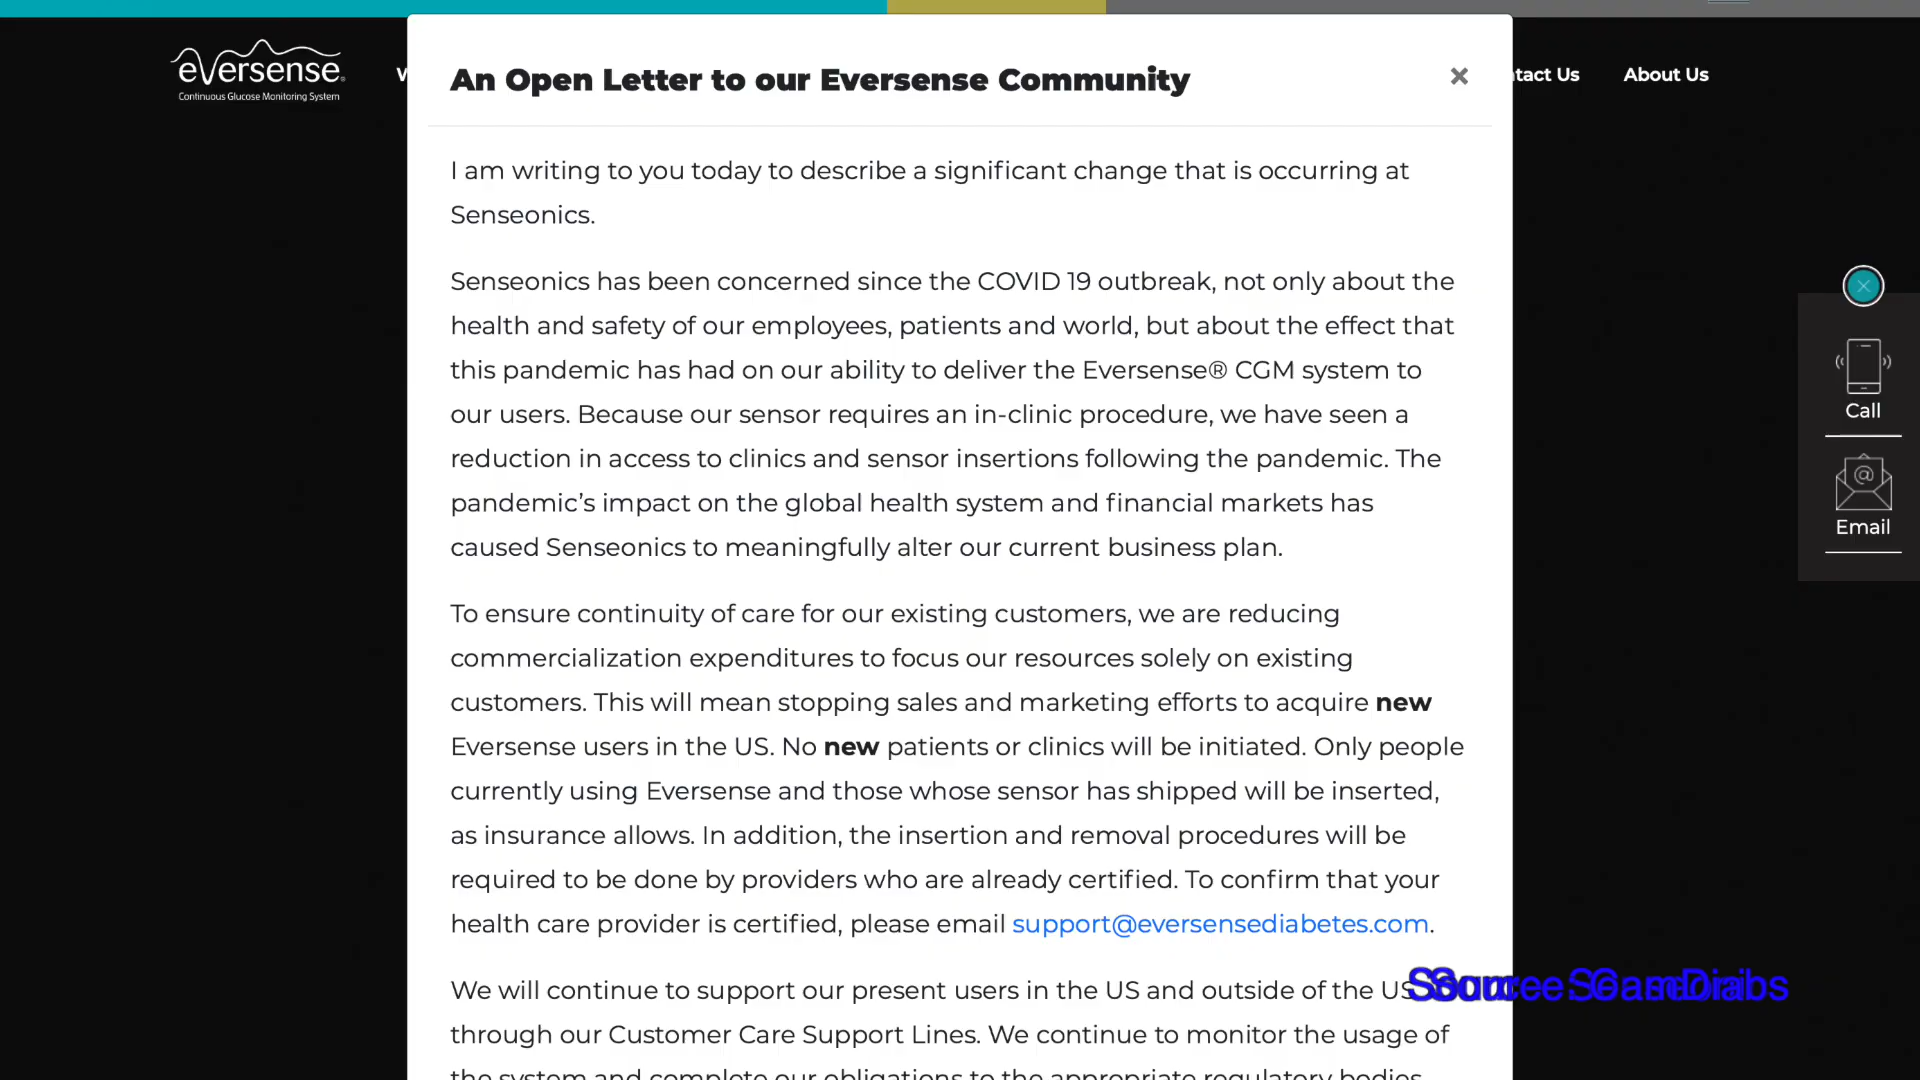 eversense.
Continuous Glucose Monitoring System
An Open Letter to our Eversense Community
tact Us
About Us
I am writing to you today to describe a significant change that is occurring at
Senseonics.
Senseonics has been concerned since the COVID 19 outbreak, not only about the
health and safety of our employees, patients and world, but about the effect that
this pandemic has had on our ability to deliver the Eversense® CGM system to
our users. Because our sensor requires an in-clinic procedure, we have seen a
reduction in access to clinics and sensor insertions following the pandemic. The
pandemic’s impact on the global health system and financial markets has
caused Senseonics to meaningfully alter our current business plan.
To ensure continuity of care for our existing customers, we are reducing
commercialization expenditures to focus our resources solely on existing
customers. This will mean stopping sales and marketing efforts to acquire new
Eversense users in the US. No new patients or clinics will be initiated. Only people
currently using Eversense and those whose sensor has shipped will be inserted,
as insurance allows. In addition, the insertion and removal procedures will be
required to be done by providers who are already certified. To confirm that your
health care provider is certified, please email support@eversensediabetes.com.
We will continue to support our present users in the US and outside of the US
through our Customer Care Support Lines. We continue to monitor the usage of
the system and complete our obligations to the appropriate regulatory bodies
Call
Email